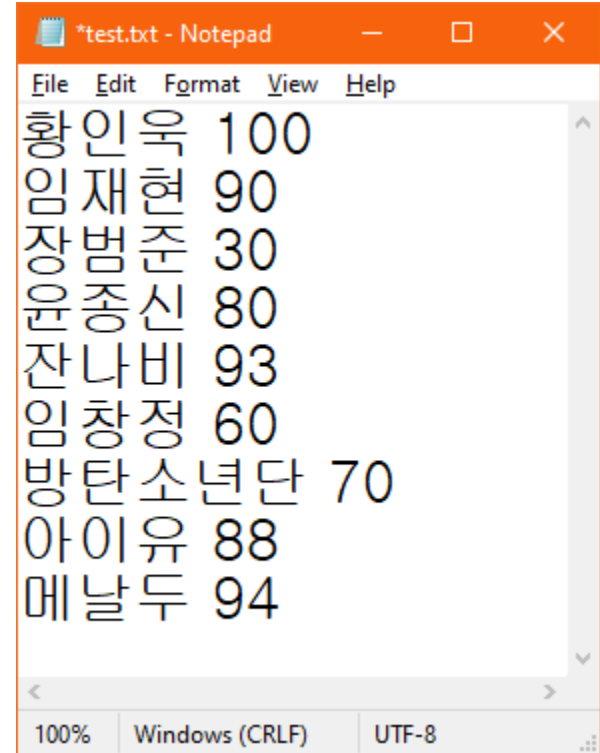 *test.txt - Notepad
File Edit Format View Help
황인욱 100
임재현 90
장범준 30
윤종신 80
잔나비 93
임창정 60
방탄소년단 70
아이유 88
메날두 94
100% Windows (CRLF) UTF-8